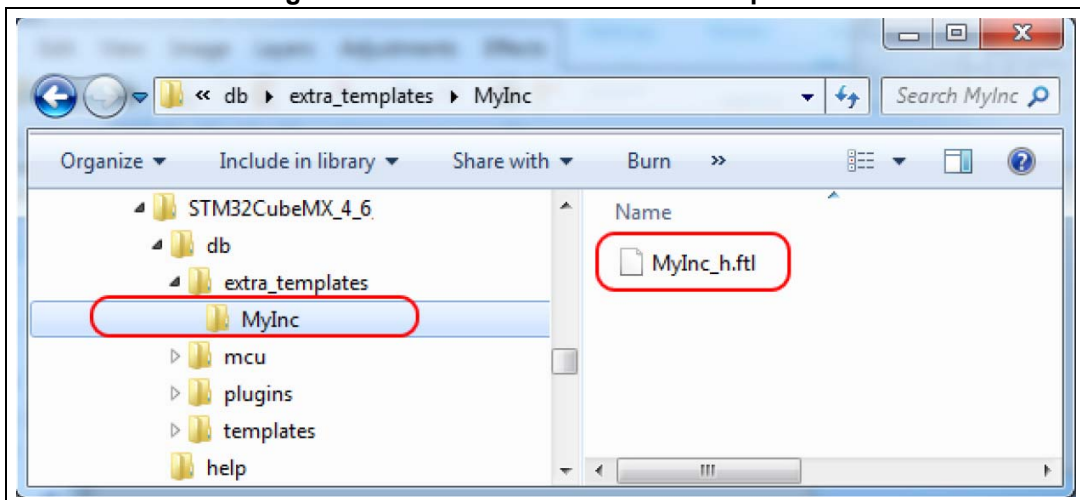 « db ▸ extra_templates ▸ MyInc
Search MyInc
Organize ▾ Include in library ▾ Share with ▾ Burn »
STM32CubeMX_4_6
db
extra_templates
MyInc
mcu
plugins
templates
help
Name
MyInc_h.ftl